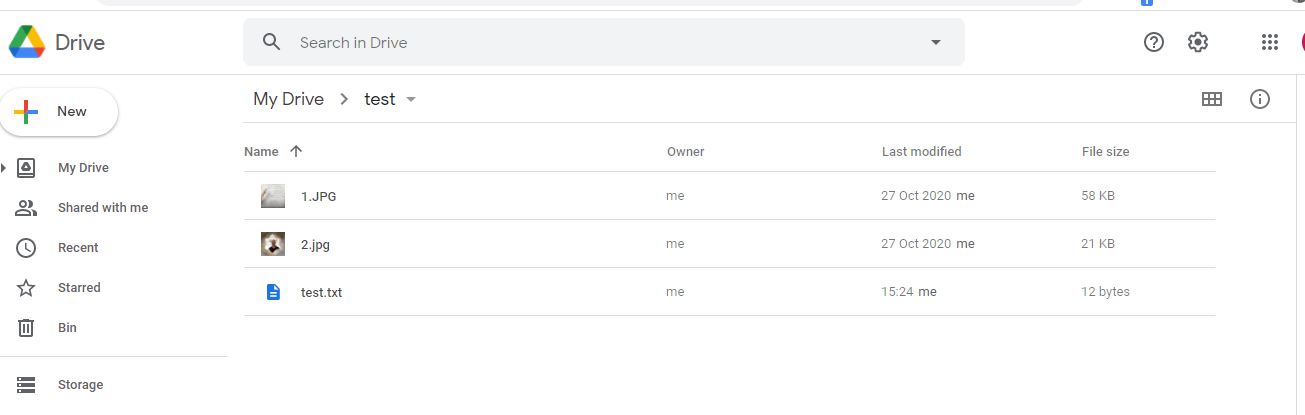 Drive
Search in Drive
New
My Drive
Shared with me
Recent
Starred
Bin
Storage
My Drive > test
Name Owner Last modified File size
1.JPG me 27 Oct 2020 me 58 KB
2.jpg me 27 Oct 2020 me 21 KB
test.txt me 15:24 me 12 bytes